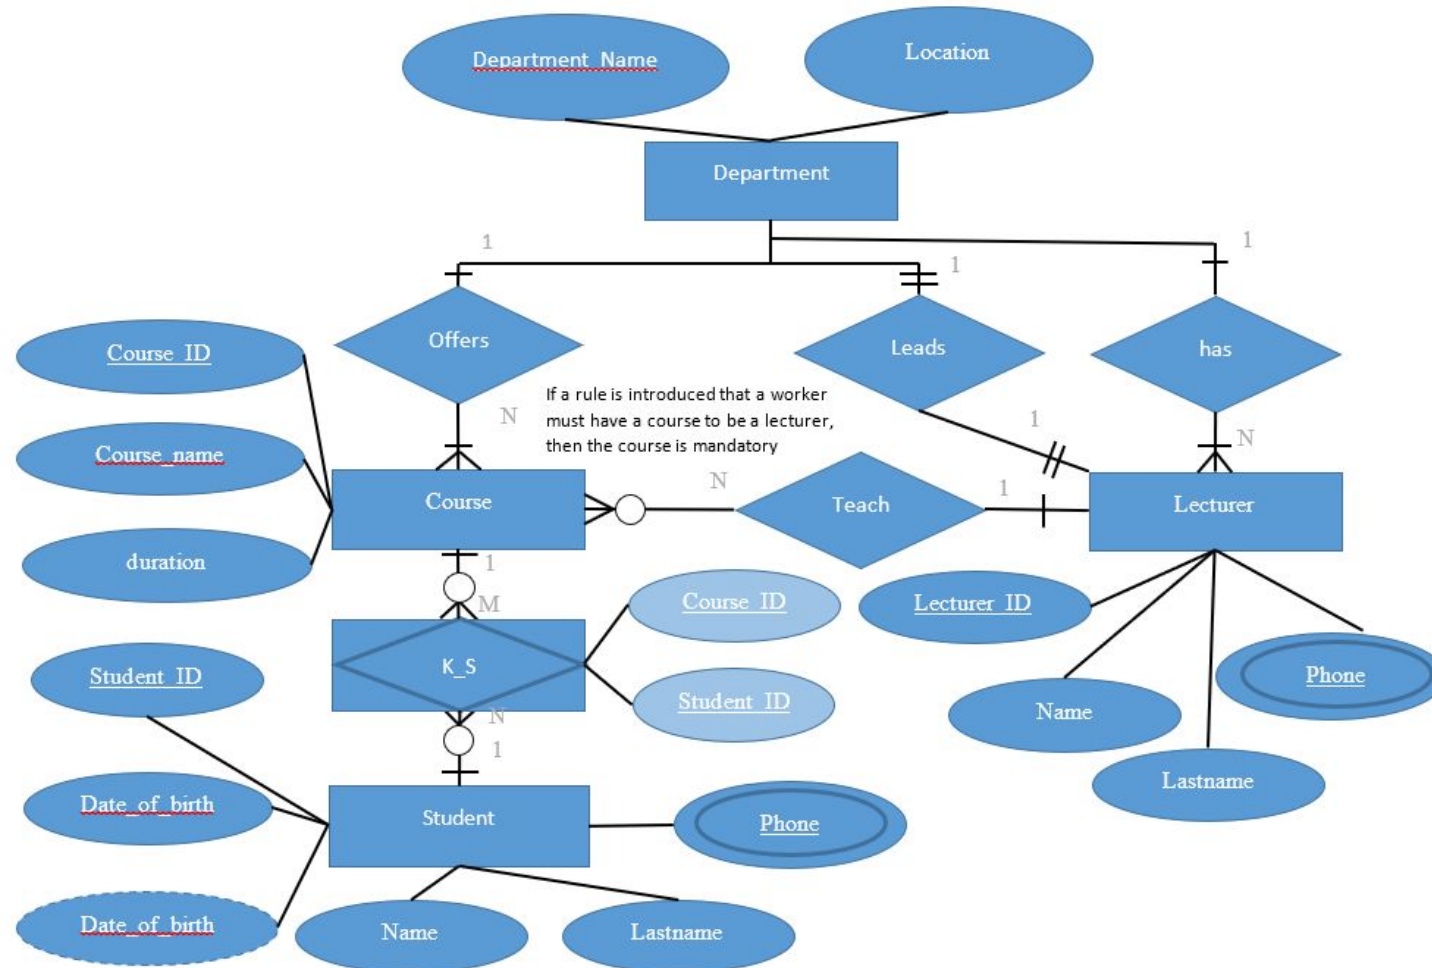 Department_Name
Location
Department
1
1
1
Offers
Leads
has
Course_ID
If a rule is introduced that a worker
must have a course to be a lecturer,
then the course is mandatory
N
1
N
Course_name
Course
N
Teach
1
Lecturer
duration
1
M
Course_ID
Lecturer_ID
K_S
Student_ID
Student_ID
Phone
N
1
Name
Lastname
Date_of_birth
Student
Phone
Date_of_birth
Name
Lastname